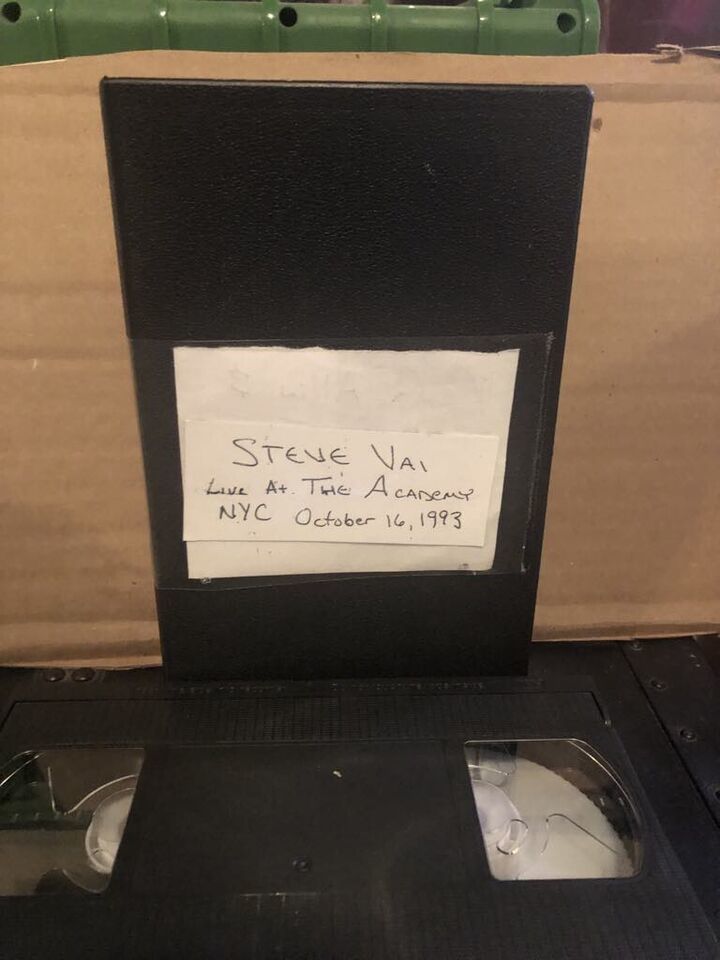 STEVE VAI
LIVE At. THE ACADEMY
NYC October 16, 1993